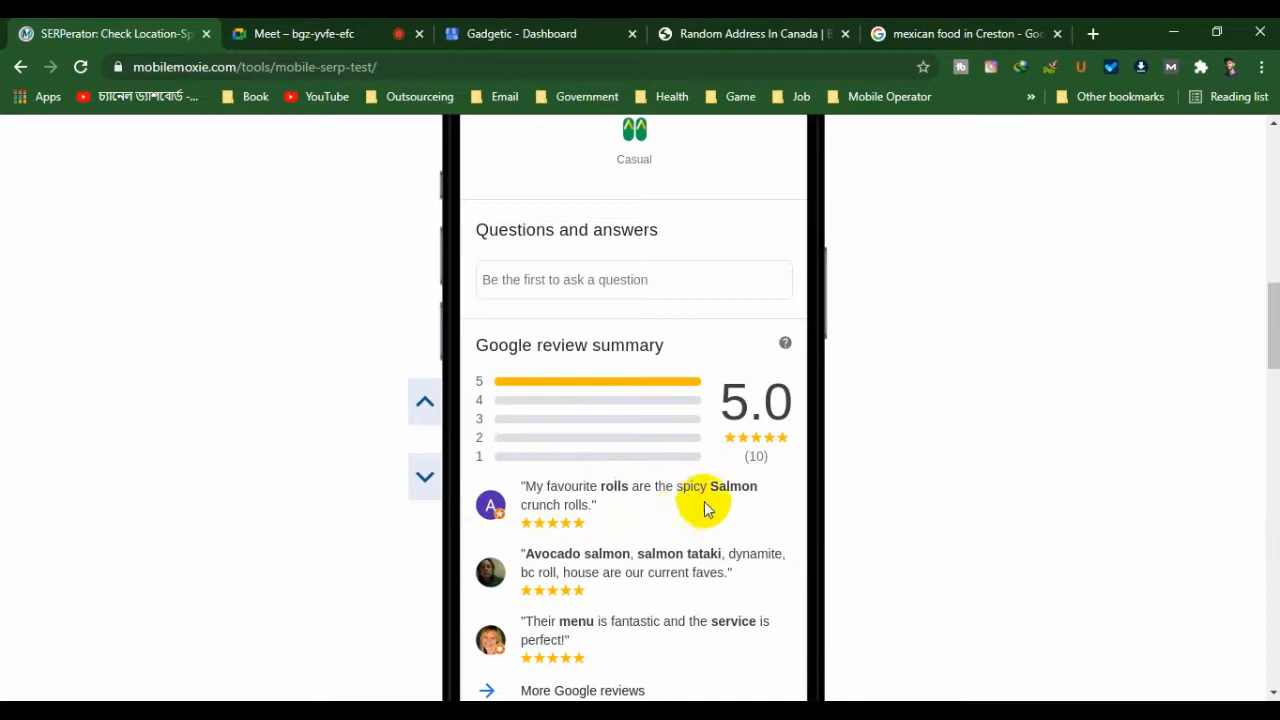 SERPerator: Check Location-Sp
Meet – bgz-yvfe-efc
Gadgetic - Dashboard
Random Address In Canada | B
mexican food in Creston - Goo
mobilemoxie.com/tools/mobile-serp-test/
Apps
চ্যানেল ড্যাশবোর্ড -...
Book
YouTube
Outsourceing
Email
Government
Health
Game
Job
Mobile Operator
»
Other bookmarks
Reading list
Casual
Questions and answers
Be the first to ask a question
Google review summary
5
4
3
2
1
5.0
(10)
"My favourite rolls are the spicy Salmon
crunch rolls."
A
"Avocado salmon, salmon tataki, dynamite,
bc roll, house are our current faves."
"Their menu is fantastic and the service is
perfect!"
More Google reviews